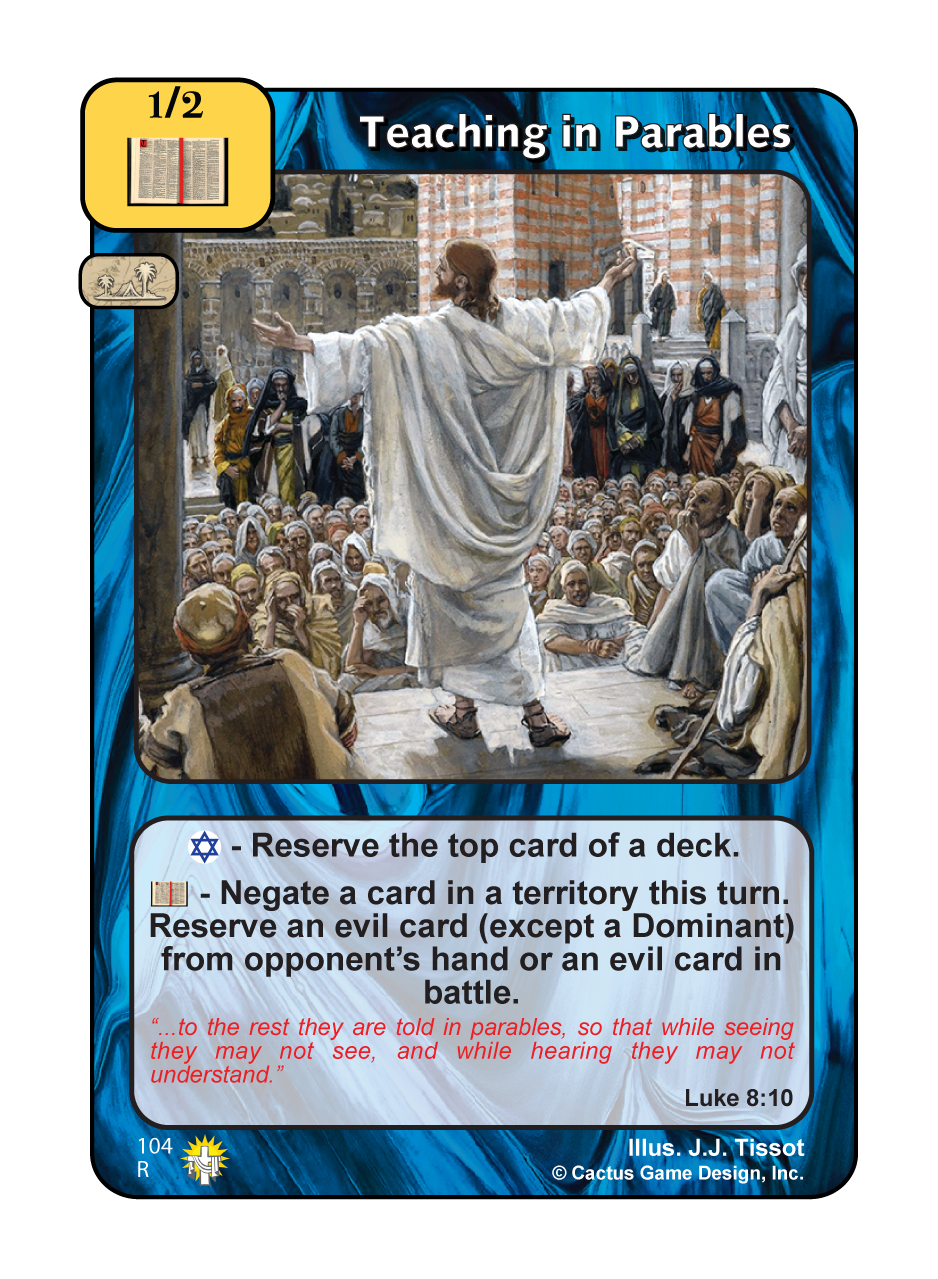 1/2
Teaching in Parables
- Reserve the top card of a deck.
- Negate a card in a territory this turn.
Reserve an evil card (except a Dominant)
from opponent's hand or an evil card in
battle.
“...to the rest they are told in parables, so that while seeing
they may not see, and while hearing they may not
understand.”
Luke 8:10
104
R
Illus. J.J. Tissot
© Cactus Game Design, Inc.